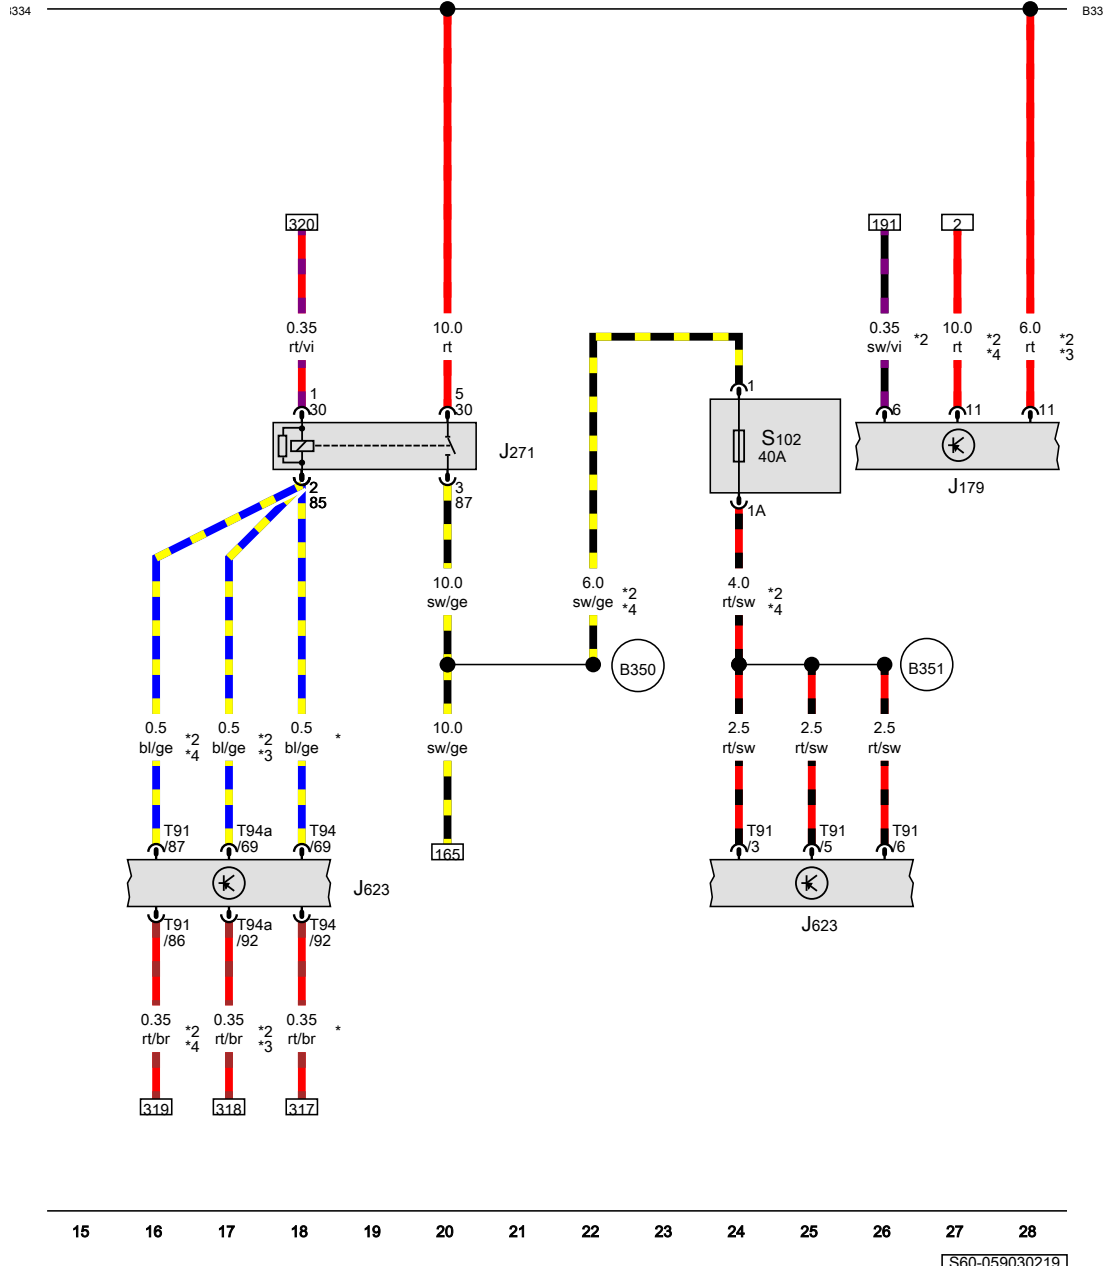 334
B33
320
191
2
0.35
rt/vi
10.0
rt
0.35
sw/vi
*2
10.0
rt
*2
*4
6.0
rt
*2
*3
1
30
5
30
J271
1
S102
40A
1A
6
11
11
J179
2
85
3
87
10.0
sw/ge
6.0
sw/ge
*2
*4
4.0
rt/sw
*2
*4
B350
B351
0.5
bl/ge
*2
*4
0.5
bl/ge
*2
*3
0.5
bl/ge
*
10.0
sw/ge
2.5
rt/sw
2.5
rt/sw
2.5
rt/sw
T91
/87
T94a
/69
T94
/69
165
T91
/3
T91
/5
T91
/6
J623
J623
T91
/86
T94a
/92
T94
/92
0.35
rt/br
*2
*4
0.35
rt/br
*2
*3
0.35
rt/br
*
319
318
317
15 16 17 18 19 20 21 22 23 24 25 26 27 28
S60-059030219